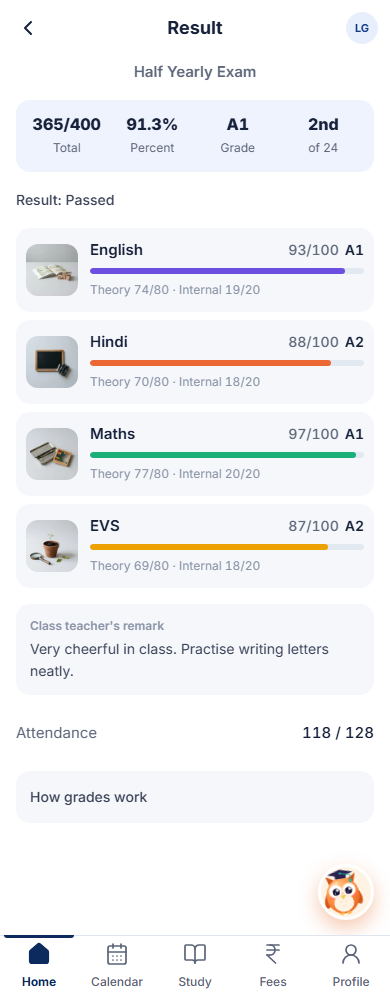 Result
LG
Half Yearly Exam
365/400 91.3% A1 2nd
Total Percent Grade of 24
Result: Passed
English 93/100 A1
Theory 74/80 · Internal 19/20
Hindi 88/100 A2
Theory 70/80 · Internal 18/20
Maths 97/100 A1
Theory 77/80 · Internal 20/20
EVS 87/100 A2
Theory 69/80 · Internal 18/20
Class teacher's remark
Very cheerful in class. Practise writing letters
neatly.
Attendance 118 / 128
How grades work
Home Calendar Study Fees Profile